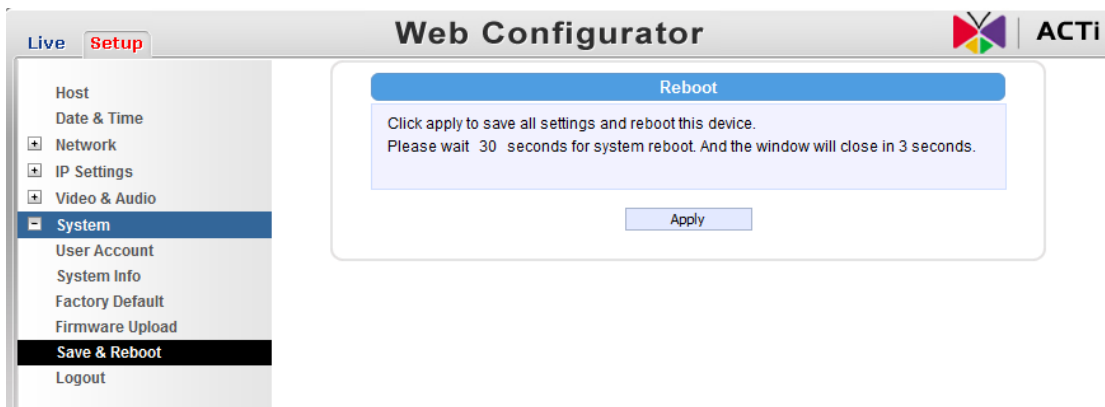 Live Setup
Web Configurator
ACTi
Host
Date & Time
Network
IP Settings
Video & Audio
System
User Account
System Info
Factory Default
Firmware Upload
Save & Reboot
Logout
Reboot
Click apply to save all settings and reboot this device.
Please wait 30 seconds for system reboot. And the window will close in 3 seconds.
Apply